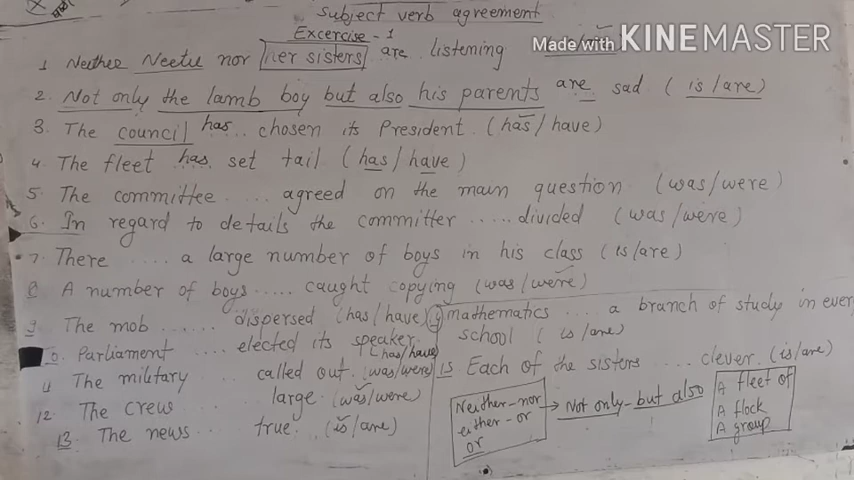 Subject verb agreement
Excercise - 1
Made with KINEMASTER
1 Neither Neetu nor her sisters are listening
2. Not only the lamb boy but also his parents are sad (is/are)
3. The council has.. chosen its President. (has/have)
4. The fleet has set tail (has/have)
5. The committee.... agreed on the main question (was/were)
6. In regard to details the committer ..... divided (was/were)
7. There .... a large number of boys in his class (is/are)
8 A number of boys..... caught copying (was/were)
9. The mob ...... dispersed (has/have)
10. Parliament .... elected its speaker. (has/have)
11 The military .... called out. (was/were)
12. The crew ..... large. (was/were)
13. The news ..... true. (is/are)
mathematics .... a branch of study in every
school ( is/are)
15 Each of the sisters .... clever. (is/are)
Neither-nor
either-or
or
→ Not only - but also
A fleet of
A flock
A group